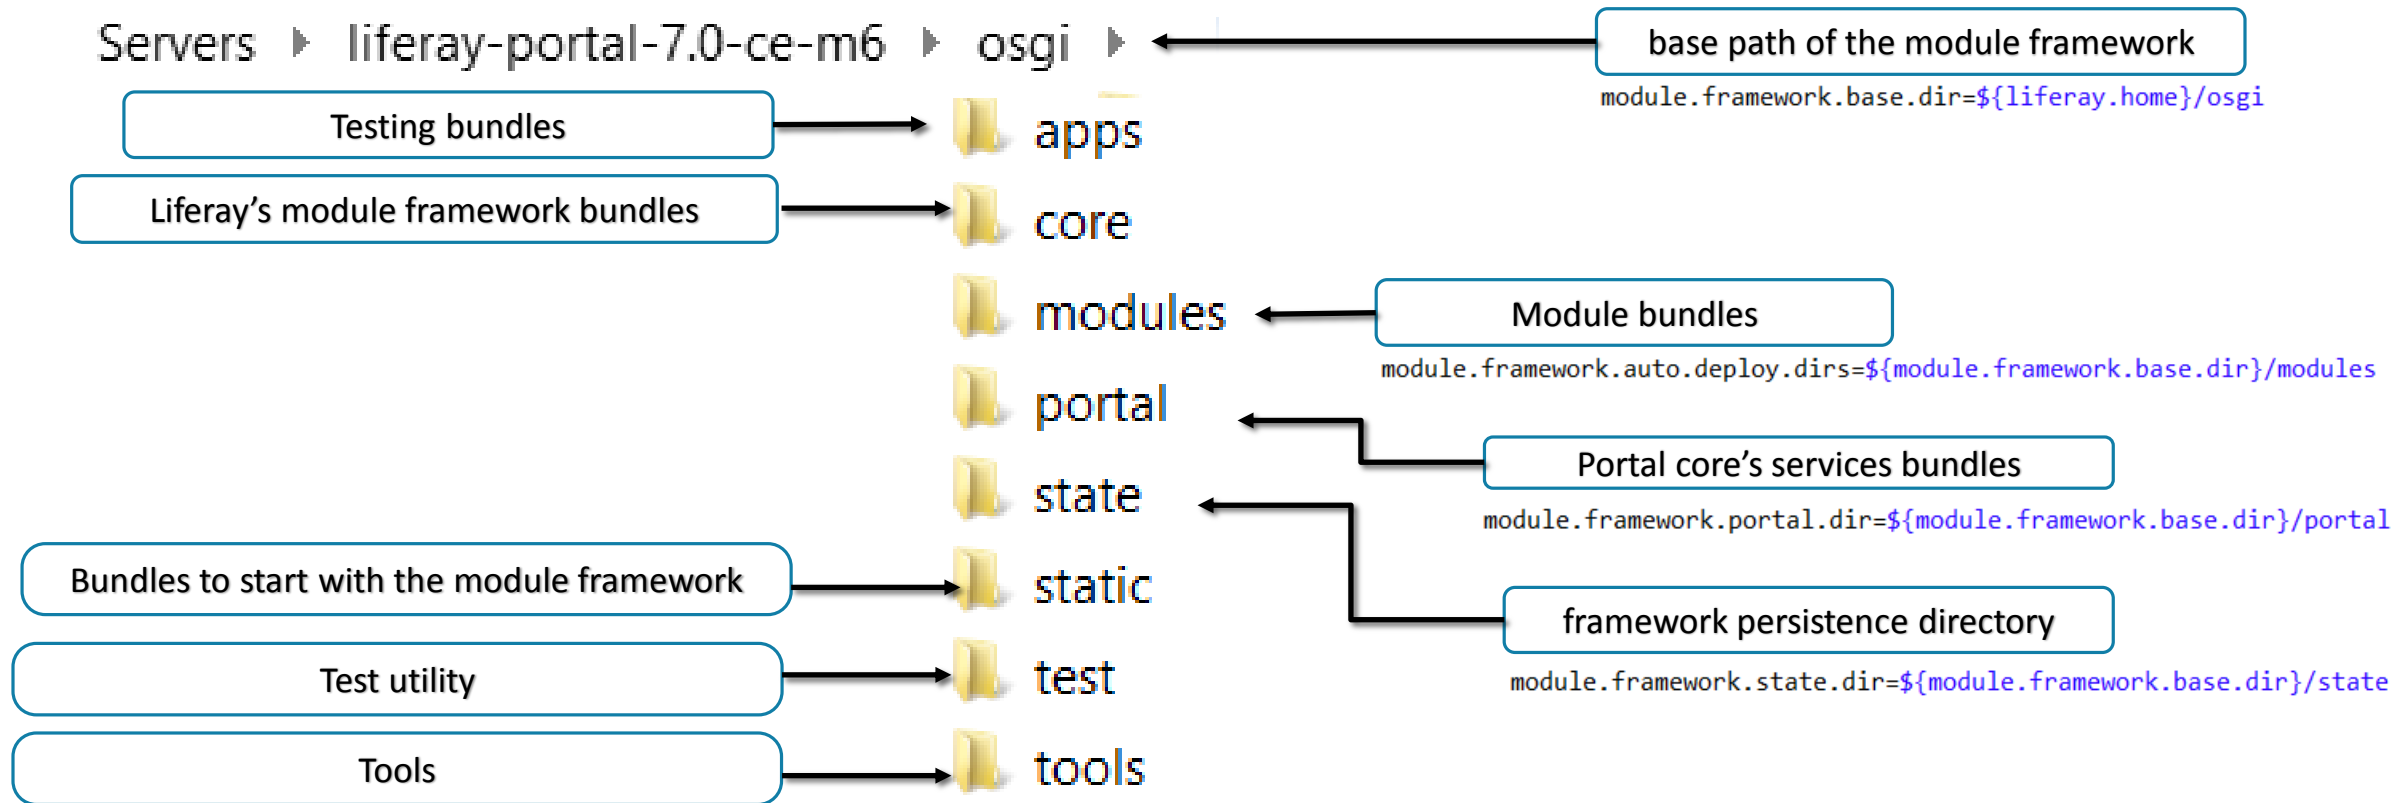 Servers liferay-portal-7.0-ce-m6 osgi
base path of the module framework
module.framework.base.dir=${liferay.home}/osgi
Testing bundles
apps
Liferay’s module framework bundles
core
modules
Module bundles
module.framework.auto.deploy.dirs=${module.framework.base.dir}/modules
portal
Portal core’s services bundles
module.framework.portal.dir=${module.framework.base.dir}/portal
state
framework persistence directory
module.framework.state.dir=${module.framework.base.dir}/state
Bundles to start with the module framework
static
Test utility
test
Tools
tools